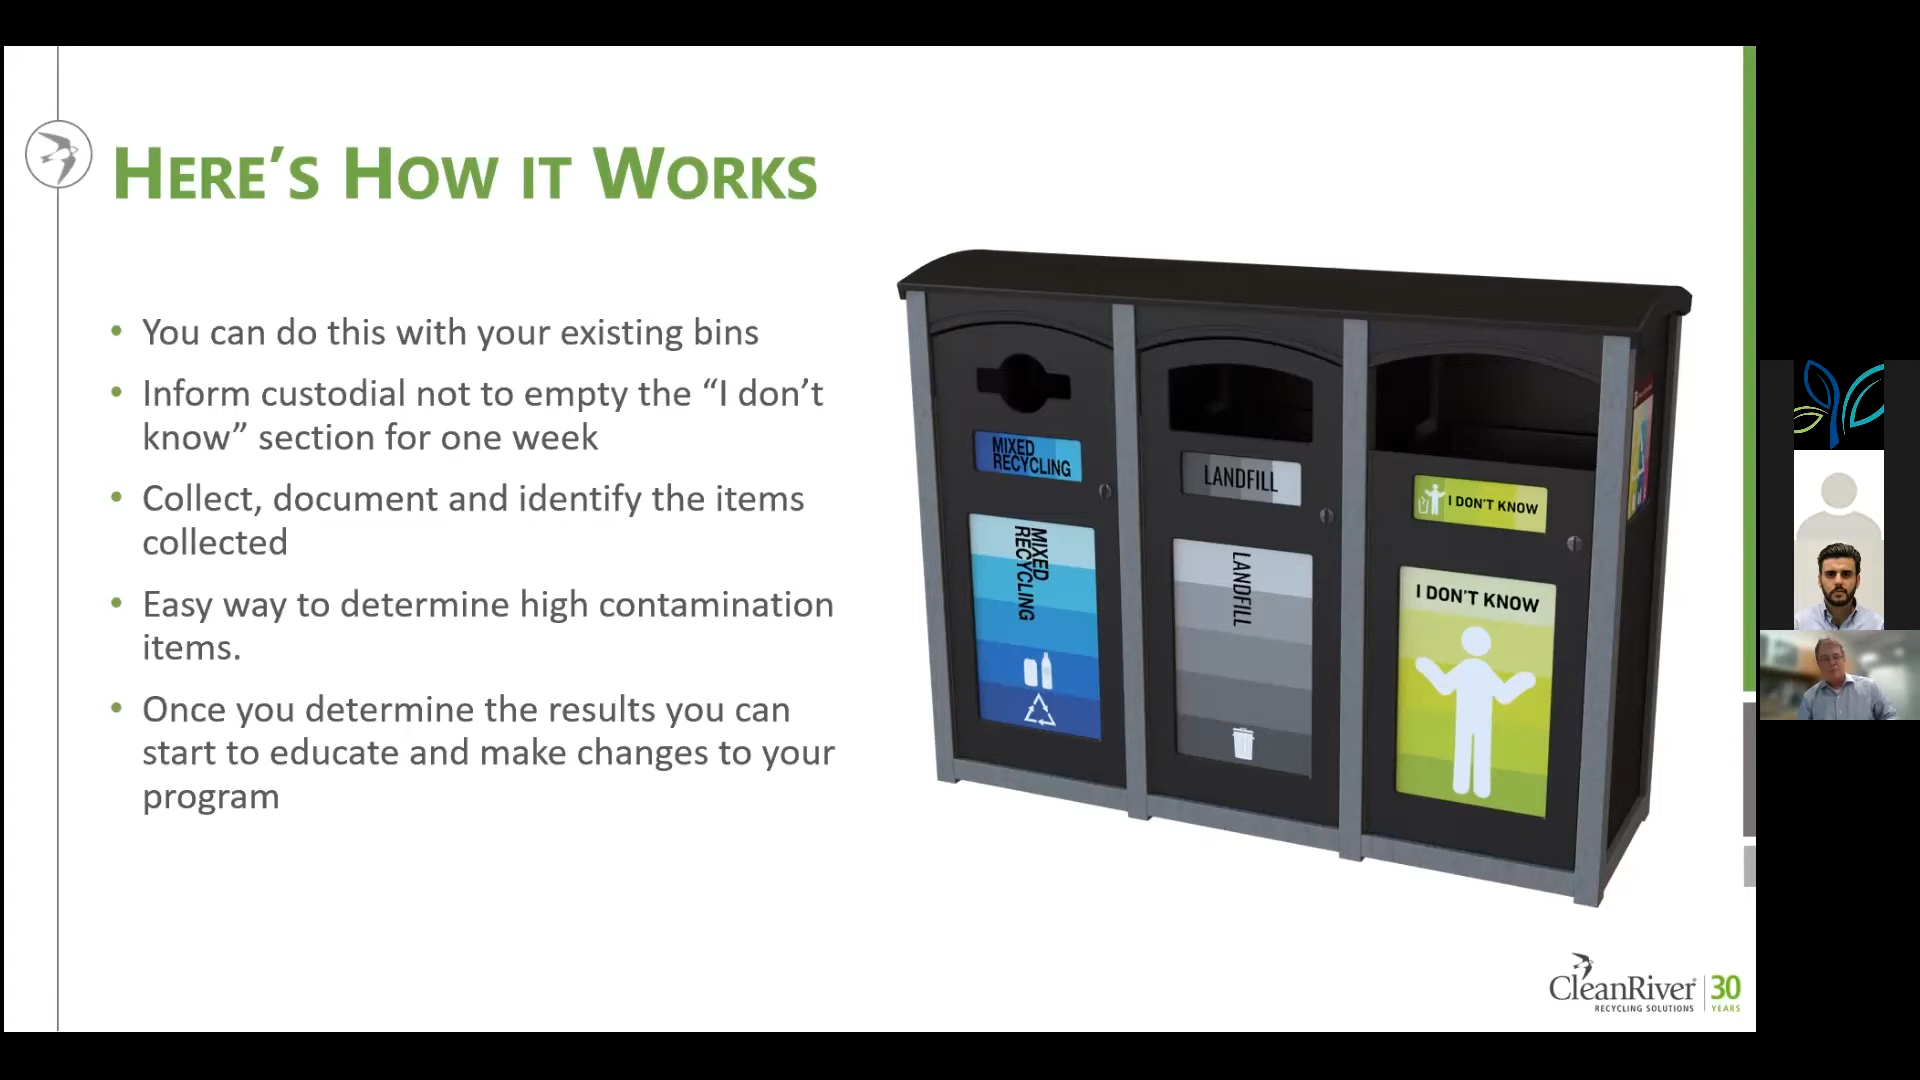 HERE'S HOW IT WORKS
• You can do this with your existing bins
• Inform custodial not to empty the “I don’t
know” section for one week
• Collect, document and identify the items
collected
• Easy way to determine high contamination
items.
• Once you determine the results you can
start to educate and make changes to your
program
MIXED
RECYCLING
LANDFILL
I DON'T KNOW
MIXED
RECYCLING
LANDFILL
I DON'T KNOW
CleanRiver
RECYCLING SOLUTIONS
30
YEARS